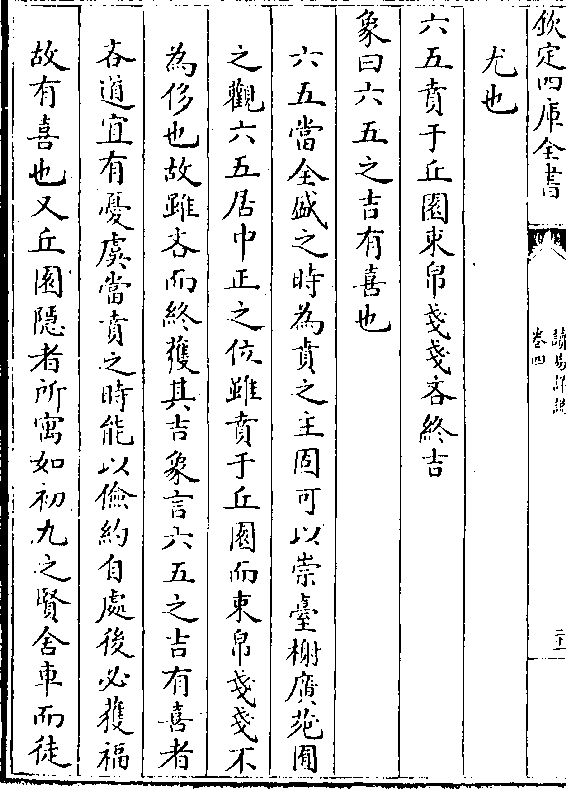 欽定四庫全書
讀易詳說
卷四
尤也
六五賁于丘園束帛戔戔吝終吉
象曰六五之吉有喜也
六五當全盛之時為賁之主固可以崇臺榭廣苑囿
之觀六五居中正之位雖賁于丘園而束帛戔戔不
為侈也故雖吝而終獲其吉象言六五之吉有喜者
吝道宜有憂虞當賁之時能以儉約自處後必獲福
故有喜也又丘園隱者所寓如初九之賢舍車而徒